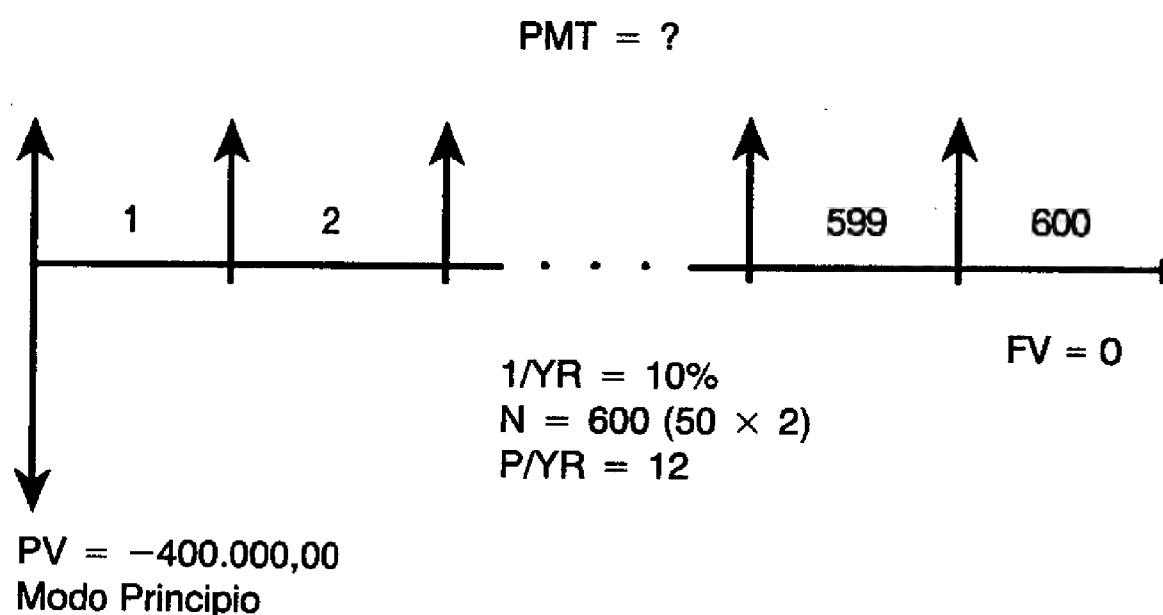 PMT = ?
1
2
. . .
599
600
FV = 0
1/YR = 10%
N = 600 (50 × 2)
P/YR = 12
PV = −400.000,00
Modo Principio